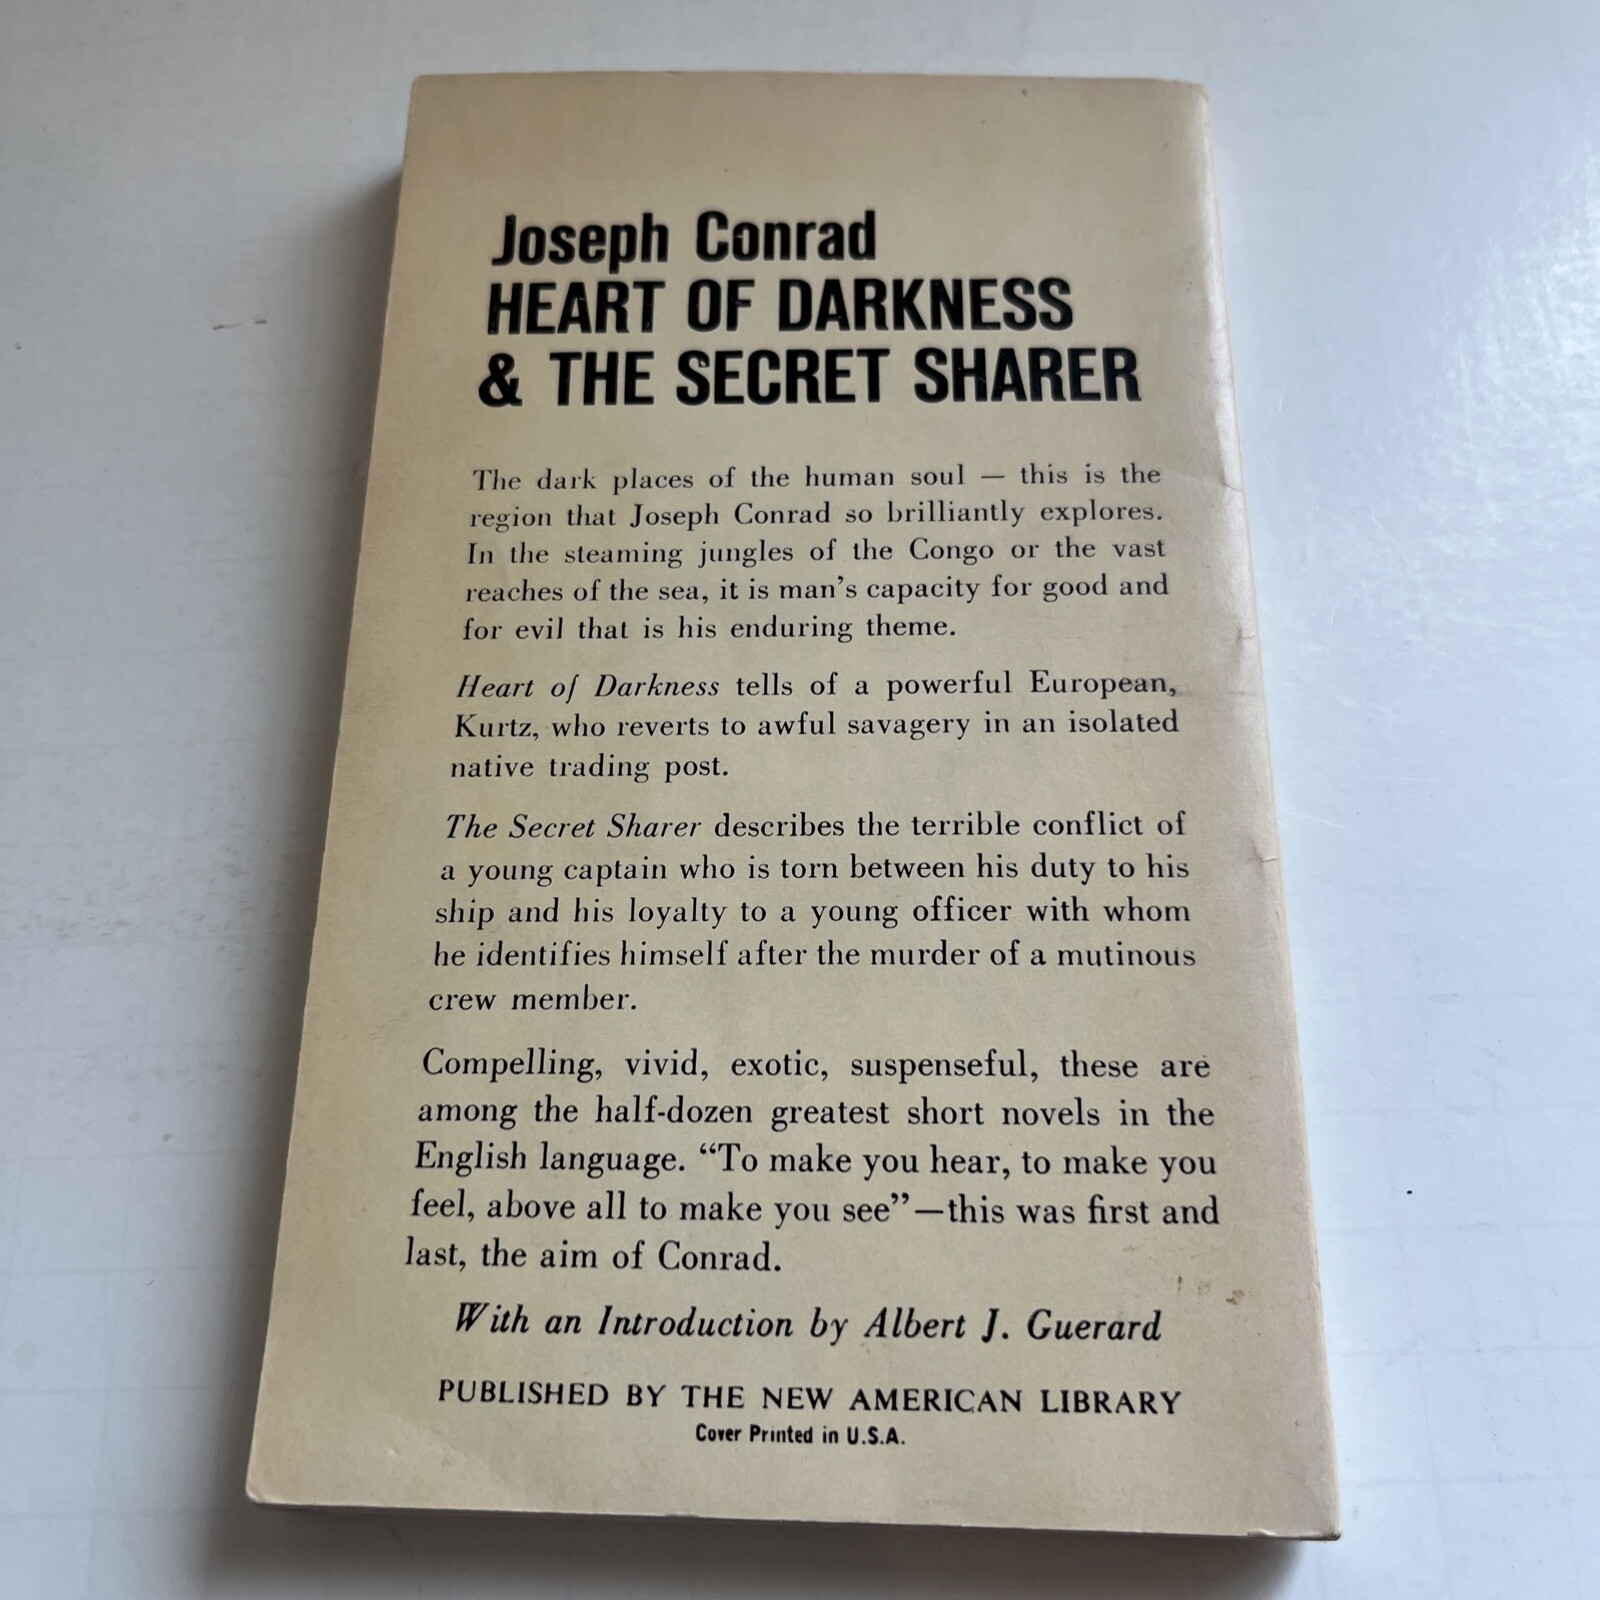 Joseph Conrad
HEART OF DARKNESS
& THE SECRET SHARER
The dark places of the human soul — this is the
region that Joseph Conrad so brilliantly explores.
In the steaming jungles of the Congo or the vast
reaches of the sea, it is man's capacity for good and
for evil that is his enduring theme.
Heart of Darkness tells of a powerful European,
Kurtz, who reverts to awful savagery in an isolated
native trading post.
The Secret Sharer describes the terrible conflict of
a young captain who is torn between his duty to his
ship and his loyalty to a young officer with whom
he identifies himself after the murder of a mutinous
crew member.
Compelling, vivid, exotic, suspenseful, these are
among the half-dozen greatest short novels in the
English language. “To make you hear, to make you
feel, above all to make you see”—this was first and
last, the aim of Conrad.
With an Introduction by Albert J. Guerard
PUBLISHED BY THE NEW AMERICAN LIBRARY
Cover Printed in U.S.A.